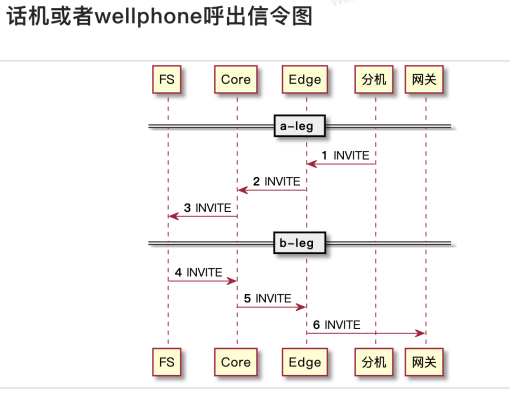 话机或者wellphone呼出信令图
FS Core Edge 分机 网关
a-leg
1 INVITE
2 INVITE
3 INVITE
b-leg
4 INVITE
5 INVITE
6 INVITE
FS Core Edge 分机 网关